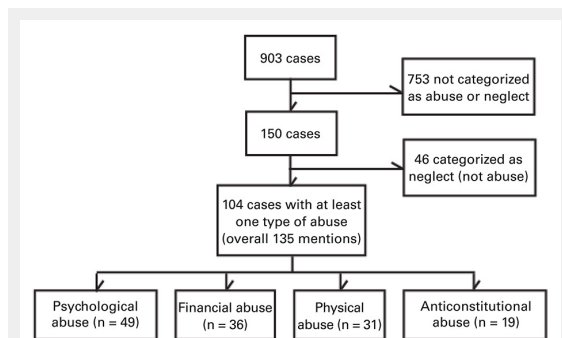 903 cases
753 not categorized
as abuse or neglect
150 cases
46 categorized as
neglect (not abuse)
104 cases with at least
one type of abuse
(overall 135 mentions)
Psychological
abuse (n = 49)
Financial abuse
(n = 36)
Physical
abuse (n = 31)
Anticonstitutional
abuse (n = 19)